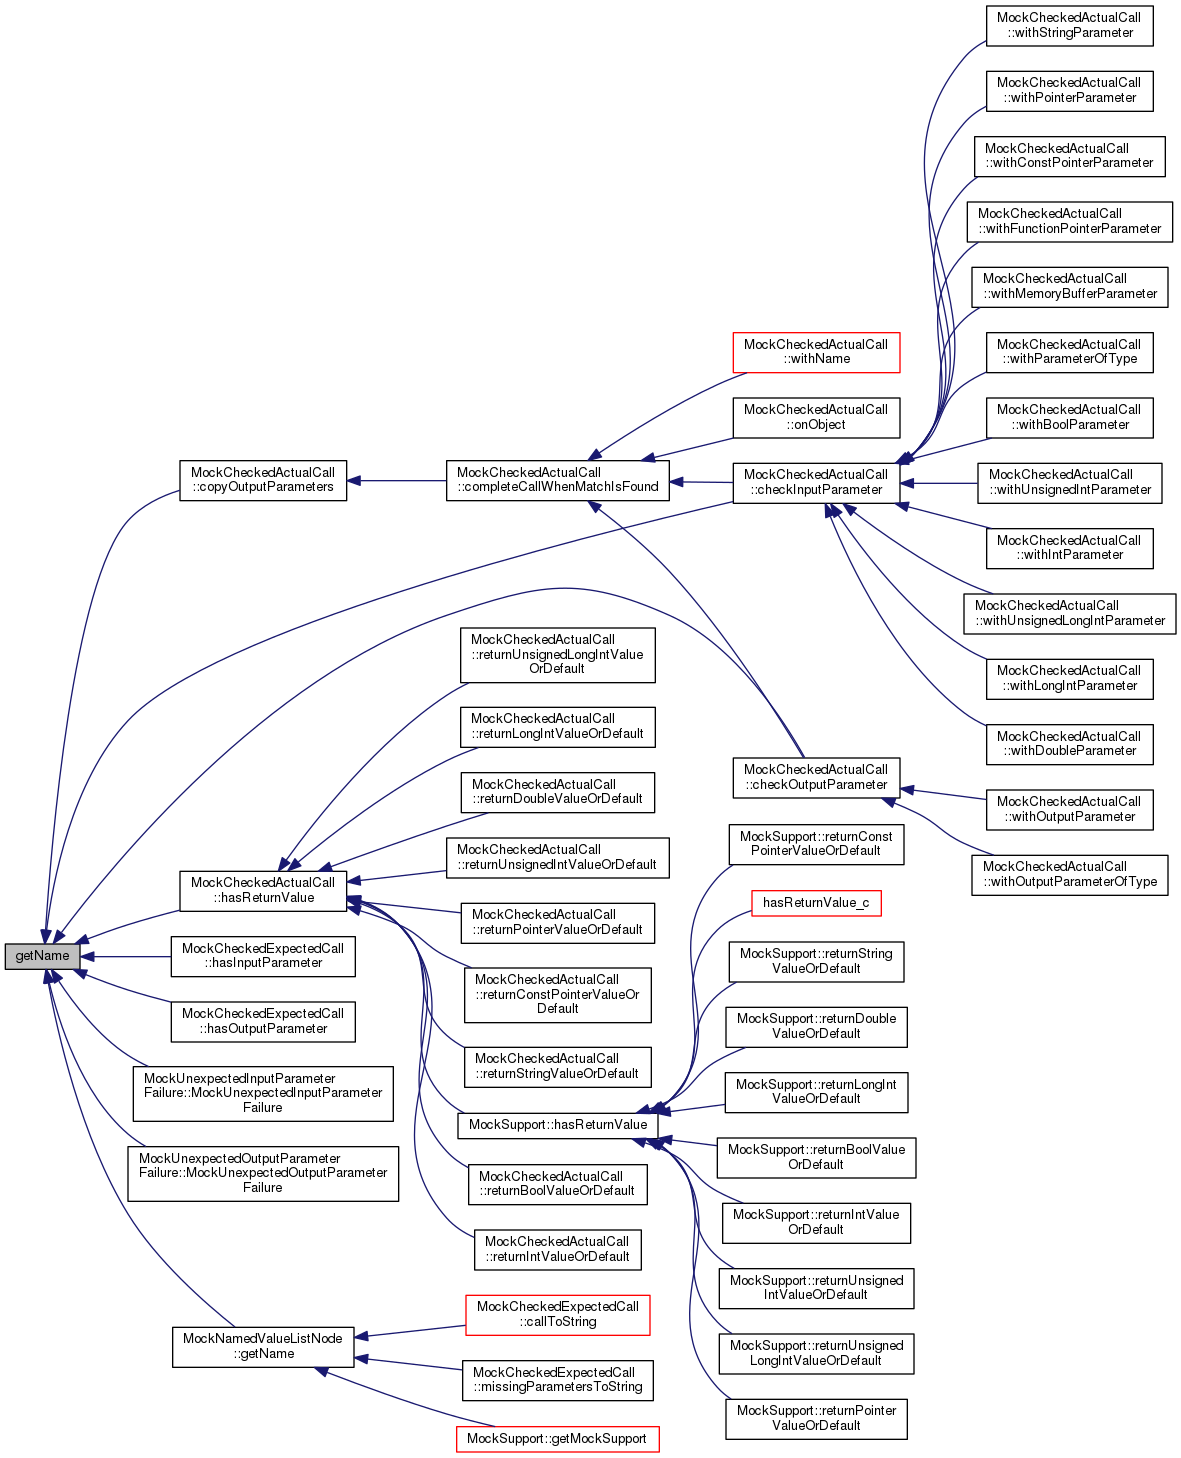 getName
MockCheckedActualCall
::copyOutputParameters
MockCheckedActualCall
::completeCallWhenMatchIsFound
MockCheckedActualCall
::withName
MockCheckedActualCall
::onObject
MockCheckedActualCall
::checkInputParameter
MockCheckedActualCall
::withStringParameter
MockCheckedActualCall
::withPointerParameter
MockCheckedActualCall
::withConstPointerParameter
MockCheckedActualCall
::withFunctionPointerParameter
MockCheckedActualCall
::withMemoryBufferParameter
MockCheckedActualCall
::withParameterOfType
MockCheckedActualCall
::withBoolParameter
MockCheckedActualCall
::withUnsignedIntParameter
MockCheckedActualCall
::withIntParameter
MockCheckedActualCall
::withUnsignedLongIntParameter
MockCheckedActualCall
::withLongIntParameter
MockCheckedActualCall
::withDoubleParameter
MockCheckedActualCall
::checkOutputParameter
MockCheckedActualCall
::withOutputParameter
MockCheckedActualCall
::withOutputParameterOfType
MockCheckedActualCall
::hasReturnValue
MockCheckedActualCall
::returnUnsignedLongIntValue
OrDefault
MockCheckedActualCall
::returnLongIntValueOrDefault
MockCheckedActualCall
::returnDoubleValueOrDefault
MockCheckedActualCall
::returnUnsignedIntValueOrDefault
MockCheckedActualCall
::returnPointerValueOrDefault
MockCheckedActualCall
::returnConstPointerValueOr
Default
MockCheckedActualCall
::returnStringValueOrDefault
MockSupport::hasReturnValue
MockCheckedActualCall
::returnBoolValueOrDefault
MockCheckedActualCall
::returnIntValueOrDefault
MockSupport::returnConst
PointerValueOrDefault
hasReturnValue_c
MockSupport::returnString
ValueOrDefault
MockSupport::returnDouble
ValueOrDefault
MockSupport::returnLongInt
ValueOrDefault
MockSupport::returnBoolValue
OrDefault
MockSupport::returnIntValue
OrDefault
MockSupport::returnUnsigned
IntValueOrDefault
MockSupport::returnUnsigned
LongIntValueOrDefault
MockSupport::returnPointer
ValueOrDefault
MockCheckedExpectedCall
::hasInputParameter
MockCheckedExpectedCall
::hasOutputParameter
MockUnexpectedInputParameter
Failure::MockUnexpectedInputParameter
Failure
MockUnexpectedOutputParameter
Failure::MockUnexpectedOutputParameter
Failure
MockNamedValueListNode
::getName
MockCheckedExpectedCall
::callToString
MockCheckedExpectedCall
::missingParametersToString
MockSupport::getMockSupport